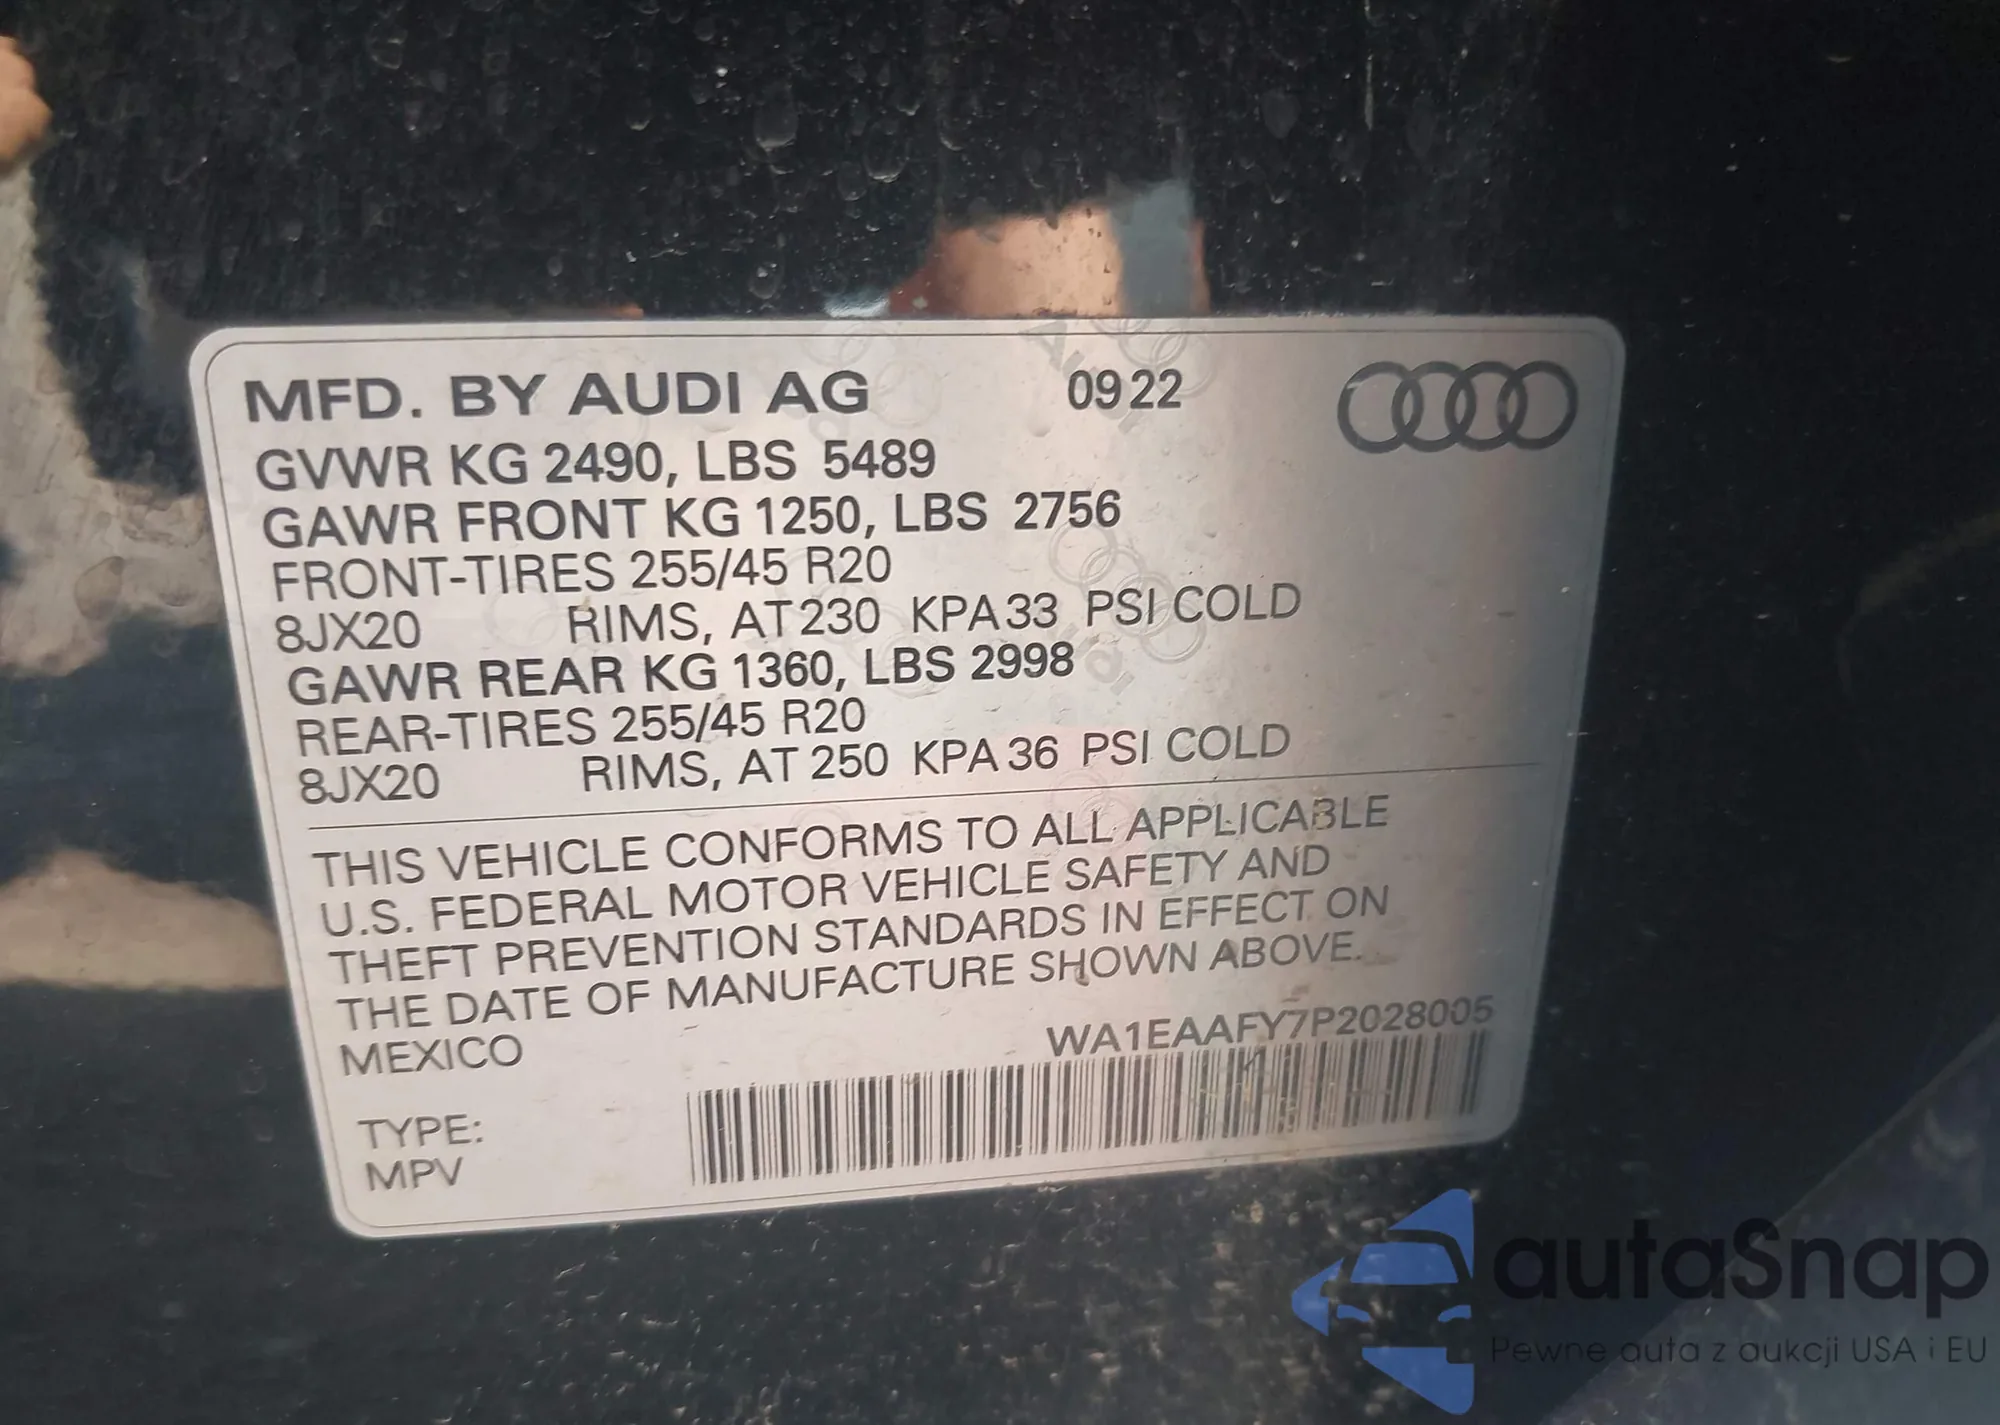 MFD. BY AUDI AG 09 22
GVWR KG 2490, LBS 5489
GAWR FRONT KG 1250, LBS 2756
FRONT-TIRES 255/45 R20
8JX20 RIMS, AT 230 KPA 33 PSI COLD
GAWR REAR KG 1360, LBS 2998
REAR-TIRES 255/45 R20
8JX20 RIMS, AT 250 KPA 36 PSI COLD
THIS VEHICLE CONFORMS TO ALL APPLICABLE
U.S. FEDERAL MOTOR VEHICLE SAFETY AND
THEFT PREVENTION STANDARDS IN EFFECT ON
THE DATE OF MANUFACTURE SHOWN ABOVE.
MEXICO
WA1EAAFY7P2028005
TYPE:
MPV
autaSnap
Pewne auta z aukcji USA i EU